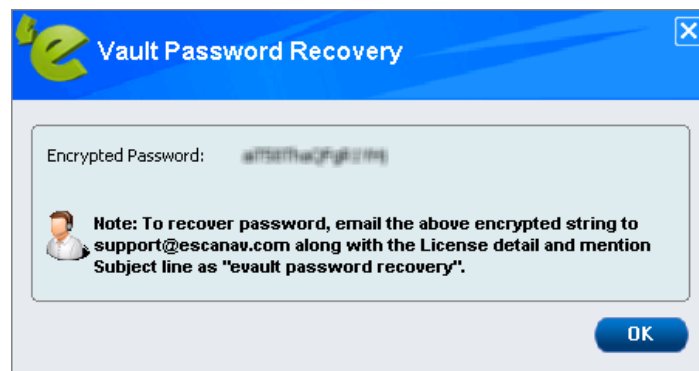 Vault Password Recovery
Encrypted Password:
Note: To recover password, email the above encrypted string to
support@escanav.com along with the License detail and mention
Subject line as "evault password recovery".
OK